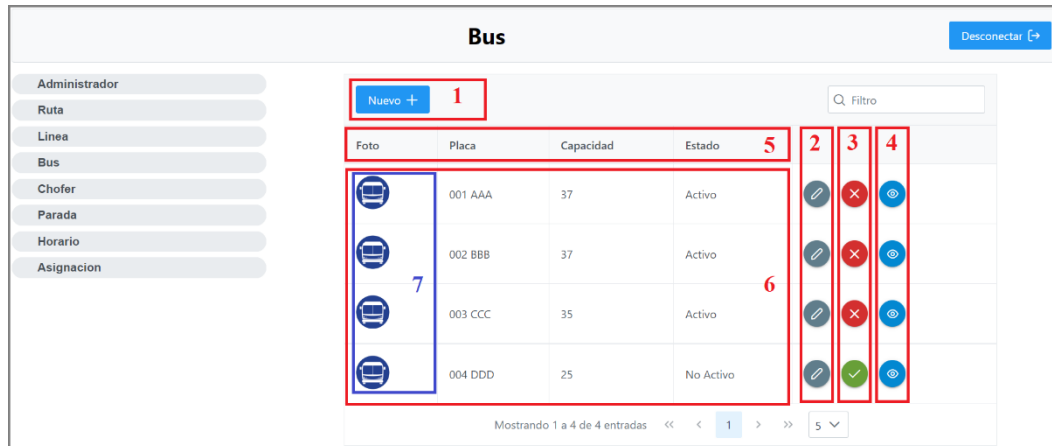 Bus
Desconectar
Administrador
Ruta
Linea
Bus
Chofer
Parada
Horario
Asignacion
Nuevo + 1
Filtro
Foto Placa Capacidad Estado 5 2 3 4
001 AAA 37 Activo
002 BBB 37 Activo
7 6
003 CCC 35 Activo
004 DDD 25 No Activo
Mostrando 1 a 4 de 4 entradas << < 1 > >> 5